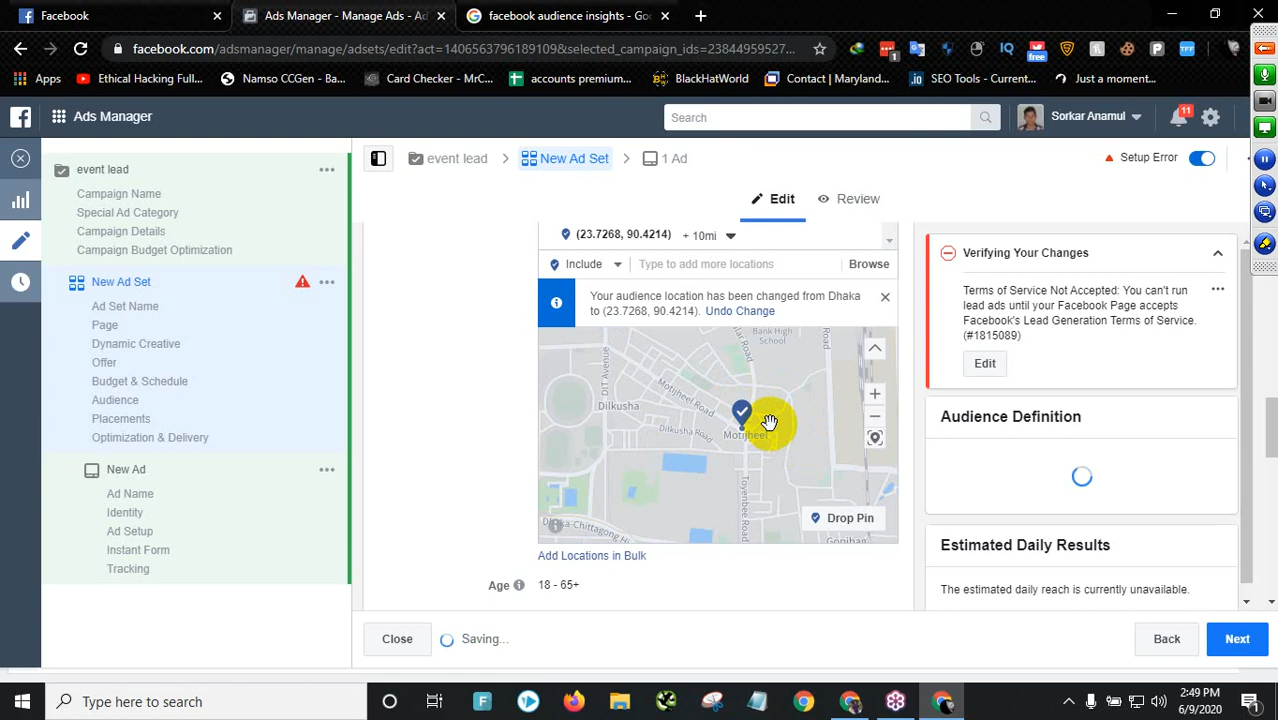 Facebook
Ads Manager - Manage Ads - Ad
facebook audience insights - Goo
facebook.com/adsmanager/manage/adsets/edit?act=1406563796189109&selected_campaign_ids=23844959527...
1
free
Apps
Ethical Hacking Full...
Namso CCGen - Ba...
Card Checker - MrC...
accounts premium...
BlackHatWorld
Contact | Maryland...
.io SEO Tools - Current...
Just a moment...
Ads Manager
Search
Sorkar Anamul
11
event lead
New Ad Set
1 Ad
Setup Error
Edit
Review
event lead
Campaign Name
Special Ad Category
Campaign Details
Campaign Budget Optimization
New Ad Set
Ad Set Name
Page
Dynamic Creative
Offer
Budget & Schedule
Audience
Placements
Optimization & Delivery
New Ad
Ad Name
Identity
Ad Setup
Instant Form
Tracking
(23.7268, 90.4214) + 10mi
Include
Type to add more locations
Browse
Your audience location has been changed from Dhaka
to (23.7268, 90.4214). Undo Change
Bank High
School
Road
DIT Avenue
Motijheel Road
Dilkusha
Dilkusha Road
Motijheel
Toyenbee Road
Dhaka-Chittagong
Gopibag
Drop Pin
Add Locations in Bulk
Age
18 - 65+
Verifying Your Changes
Terms of Service Not Accepted: You can't run
lead ads until your Facebook Page accepts
Facebook's Lead Generation Terms of Service.
(#1815089)
Edit
Audience Definition
Estimated Daily Results
The estimated daily reach is currently unavailable.
Close
Saving...
Back
Next
Type here to search
2:49 PM
6/9/2020